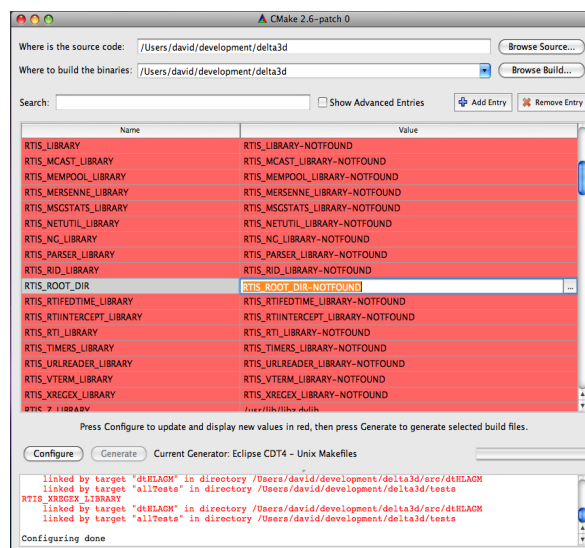 CMake 2.6-patch 0
Where is the source code: /Users/david/development/delta3d Browse Source...
Where to build the binaries: /Users/david/development/delta3d Browse Build...
Search: Show Advanced Entries Add Entry Remove Entry
Name Value
RTIS_LIBRARY RTIS_LIBRARY-NOTFOUND
RTIS_MCAST_LIBRARY RTIS_MCAST_LIBRARY-NOTFOUND
RTIS_MEMPOOL_LIBRARY RTIS_MEMPOOL_LIBRARY-NOTFOUND
RTIS_MERSENNE_LIBRARY RTIS_MERSENNE_LIBRARY-NOTFOUND
RTIS_MSGSTATS_LIBRARY RTIS_MSGSTATS_LIBRARY-NOTFOUND
RTIS_NETUTIL_LIBRARY RTIS_NETUTIL_LIBRARY-NOTFOUND
RTIS_NG_LIBRARY RTIS_NG_LIBRARY-NOTFOUND
RTIS_PARSER_LIBRARY RTIS_PARSER_LIBRARY-NOTFOUND
RTIS_RID_LIBRARY RTIS_RID_LIBRARY-NOTFOUND
RTIS_ROOT_DIR RTIS_ROOT_DIR-NOTFOUND ...
RTIS_RTIFEDTIME_LIBRARY RTIS_RTIFEDTIME_LIBRARY-NOTFOUND
RTIS_RTIINTERCEPT_LIBRARY RTIS_RTIINTERCEPT_LIBRARY-NOTFOUND
RTIS_RTI_LIBRARY RTIS_RTI_LIBRARY-NOTFOUND
RTIS_TIMERS_LIBRARY RTIS_TIMERS_LIBRARY-NOTFOUND
RTIS_URLREADER_LIBRARY RTIS_URLREADER_LIBRARY-NOTFOUND
RTIS_VTERM_LIBRARY RTIS_VTERM_LIBRARY-NOTFOUND
RTIS_XREGEX_LIBRARY RTIS_XREGEX_LIBRARY-NOTFOUND
RTIS_Z_LIBRARY /usr/lib/libz.dylib
Press Configure to update and display new values in red, then press Generate to generate selected build files.
Configure Generate Current Generator: Eclipse CDT4 - Unix Makefiles
linked by target "dtHLAGM" in directory /Users/david/development/delta3d/src/dtHLAGM
linked by target "allTests" in directory /Users/david/development/delta3d/tests
RTIS_XREGEX_LIBRARY
linked by target "dtHLAGM" in directory /Users/david/development/delta3d/src/dtHLAGM
linked by target "allTests" in directory /Users/david/development/delta3d/tests
Configuring done